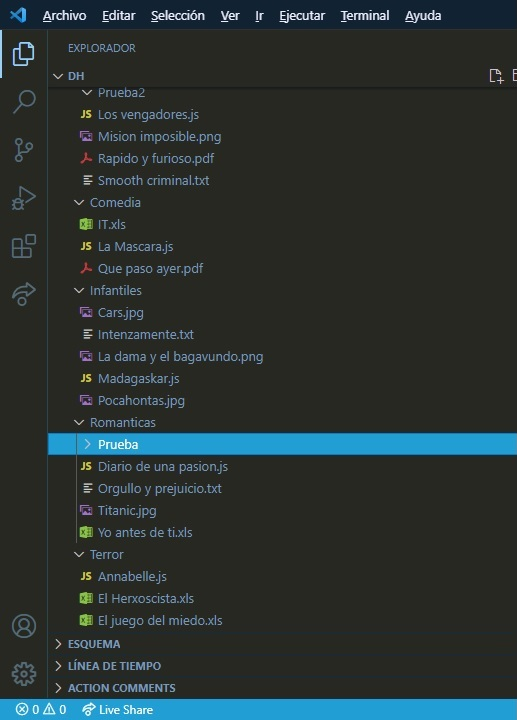 Archivo Editar Selección Ver Ir Ejecutar Terminal Ayuda
EXPLORADOR
DH
Prueba2
JS Los vengadores.js
Mision imposible.png
Rapido y furioso.pdf
Smooth criminal.txt
Comedia
IT.xls
JS La Mascara.js
Que paso ayer.pdf
Infantiles
Cars.jpg
Intenzamente.txt
La dama y el bagavundo.png
JS Madagaskar.js
Pocahontas.jpg
Romanticas
Prueba
JS Diario de una pasion.js
Orgullo y prejuicio.txt
Titanic.jpg
Yo antes de ti.xls
Terror
JS Annabelle.js
El Herxoscista.xls
El juego del miedo.xls
ESQUEMA
LÍNEA DE TIEMPO
ACTION COMMENTS
0 0 Live Share